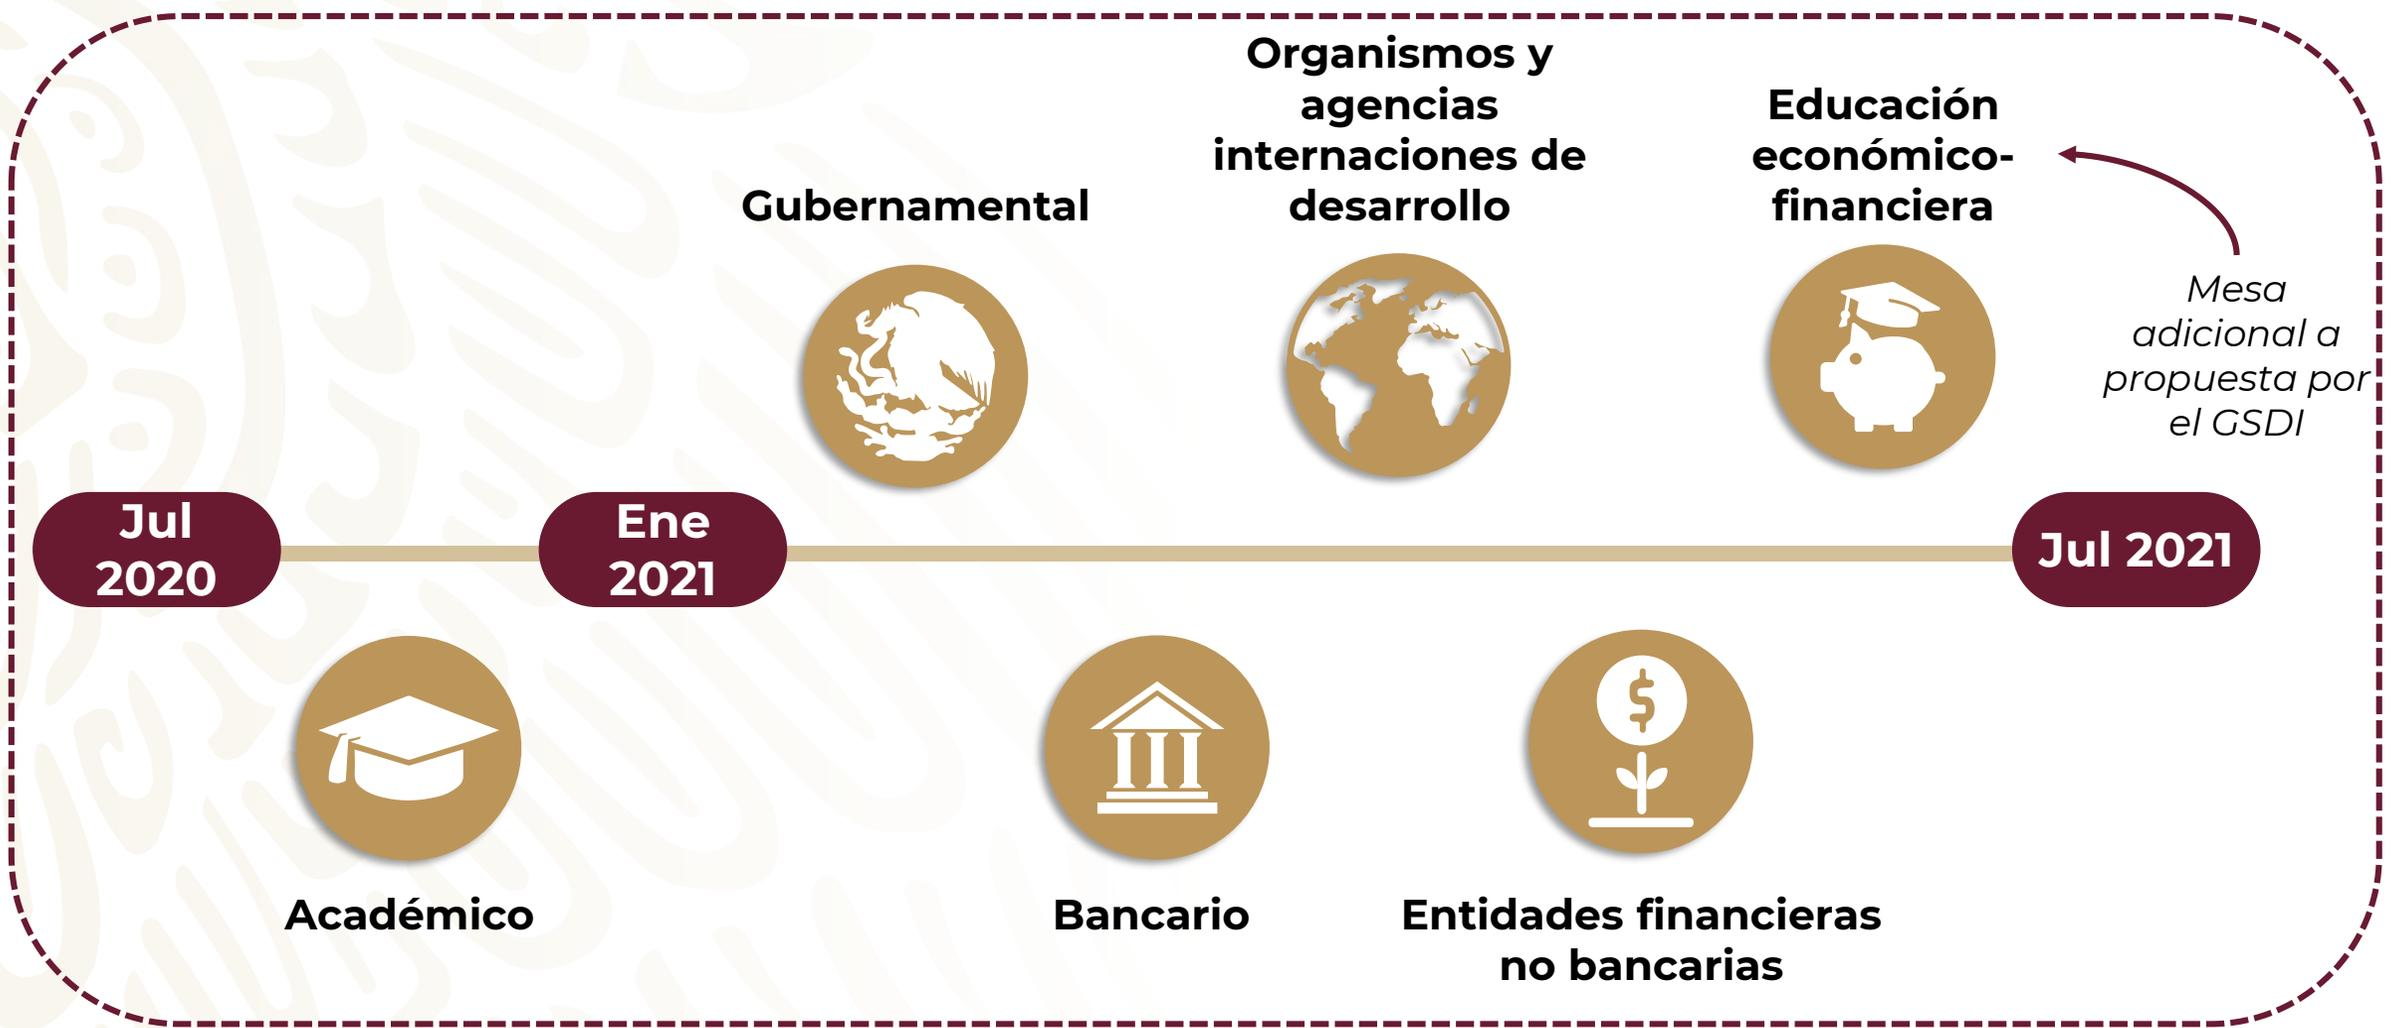 Organismos y
agencias
internaciones de
desarrollo
Educación
económico-
financiera
Gubernamental
Mesa
adicional a
propuesta por
el GSDI
Jul
2020
Ene
2021
Jul 2021
$
Académico
Bancario
Entidades financieras
no bancarias